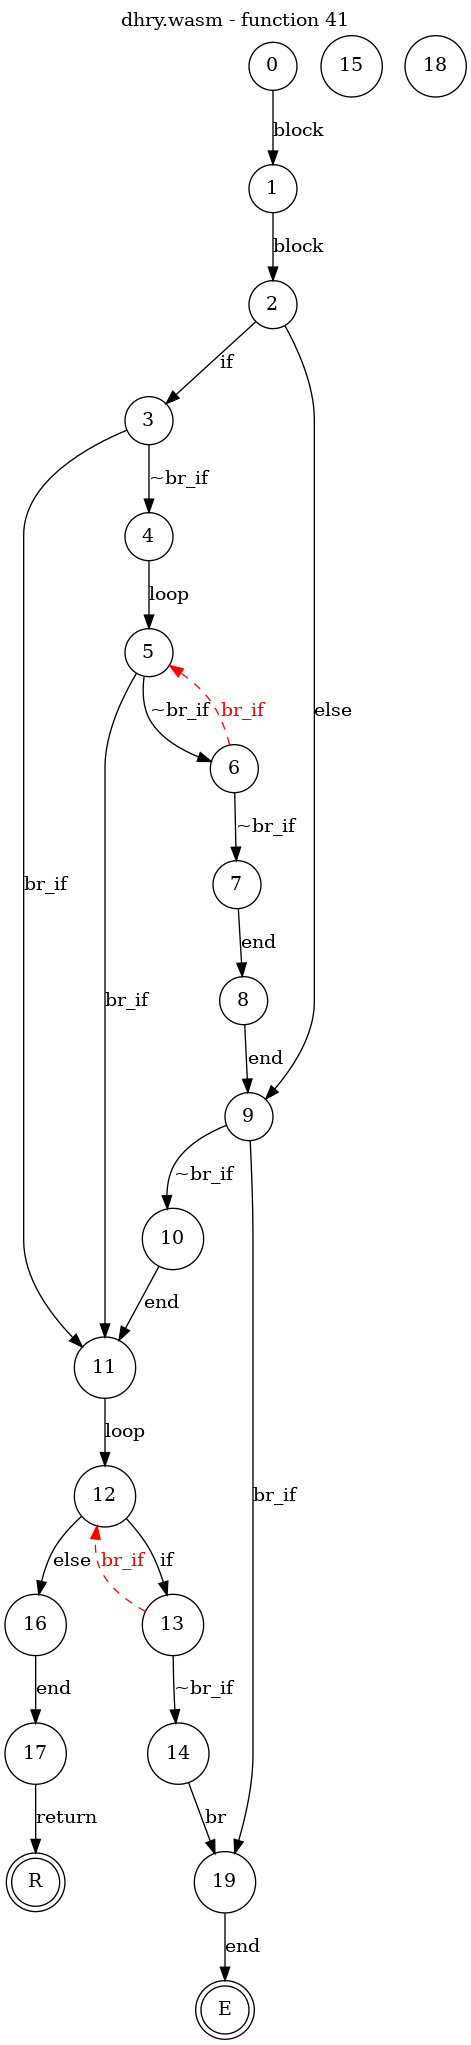 dhry.wasm - function 41
0
15
18
block
1
block
2
if
3
~br_if
4
loop
5
~br_if
br_if
else
6
~br_if
br_if
7
end
br_if
8
end
9
~br_if
10
end
11
loop
br_if
12
else
br_if
if
16
13
end
~br_if
17
14
return
br
R
19
end
E